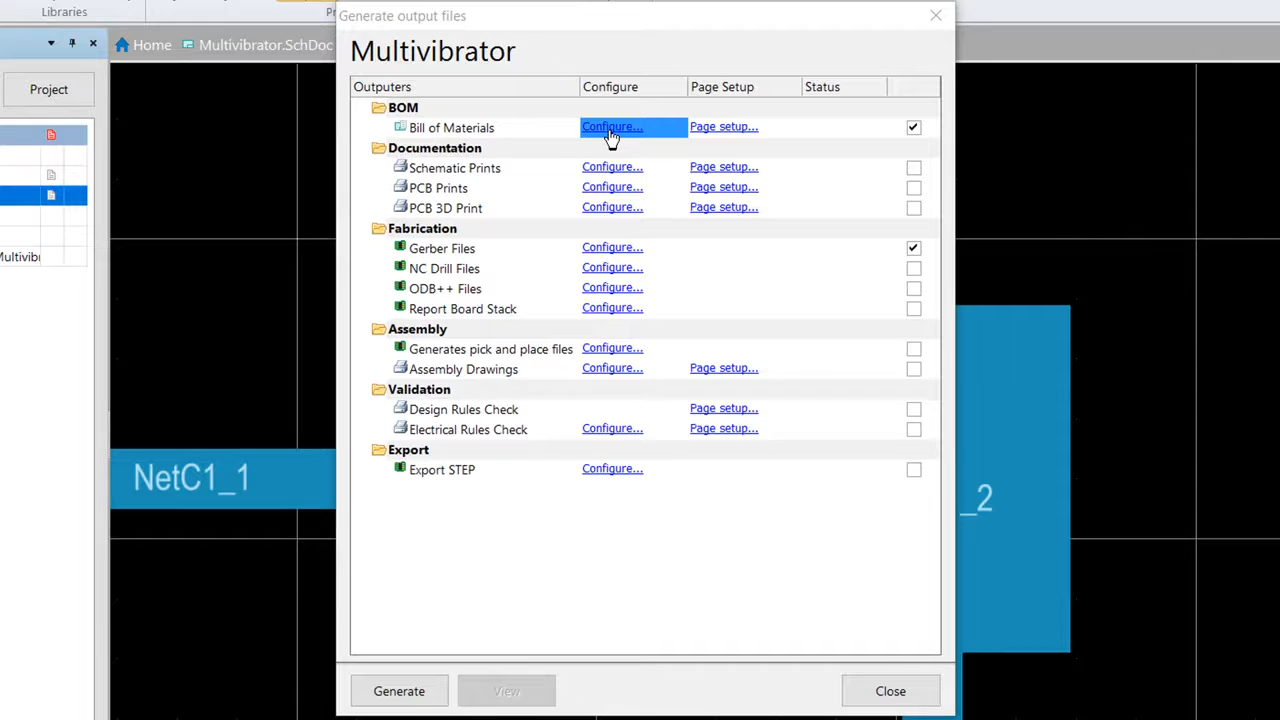 Libraries
Pr
Generate output files
Home
Multivibrator.SchDoc
Multivibrator
Project
Outputers Configure Page Setup Status
BOM
Bill of Materials Configure... Page setup...
Documentation
Schematic Prints Configure... Page setup...
PCB Prints Configure... Page setup...
PCB 3D Print Configure... Page setup...
Fabrication
Gerber Files Configure...
NC Drill Files Configure...
ODB++ Files Configure...
Report Board Stack Configure...
Assembly
Generates pick and place files Configure...
Assembly Drawings Configure... Page setup...
Validation
Design Rules Check Page setup...
Electrical Rules Check Configure... Page setup...
Export
Export STEP Configure...
Multivib
NetC1_1
_2
Generate View Close